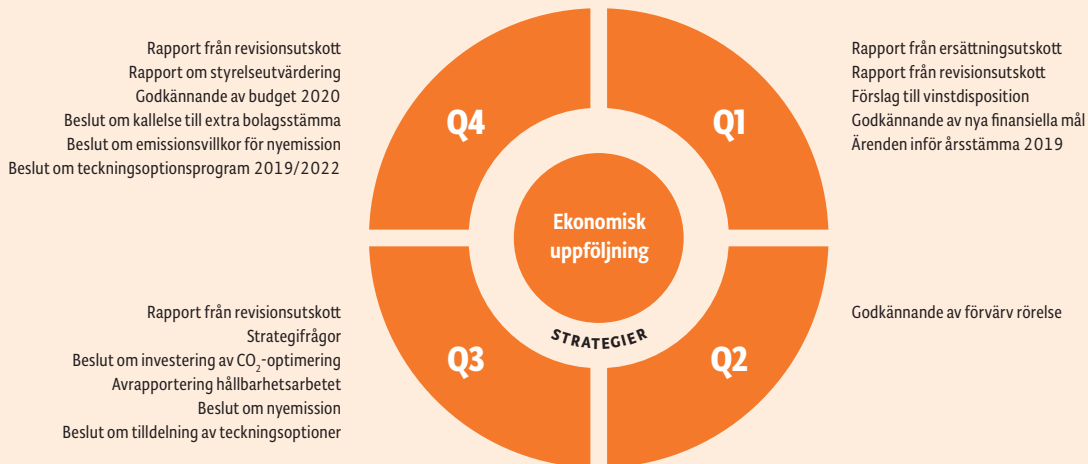 Rapport från revisionsutskott
Rapport om styrelseutvärdering
Godkännande av budget 2020
Beslut om kallelse till extra bolagsstämma
Beslut om emissionsvillkor för nyemission
Beslut om teckningsoptionsprogram 2019/2022
Q4
Q1
Rapport från ersättningsutskott
Rapport från revisionsutskott
Förslag till vinstdisposition
Godkännande av nya finansiella mål
Ärenden inför årsstämma 2019
Ekonomisk
uppföljning
STRATEGIER
Rapport från revisionsutskott
Strategifrågor
Beslut om investering av CO₂-optimering
Avrapportering hållbarhetsarbetet
Beslut om nyemission
Beslut om tilldelning av teckningsoptioner
Q3
Q2
Godkännande av förvärv rörelse